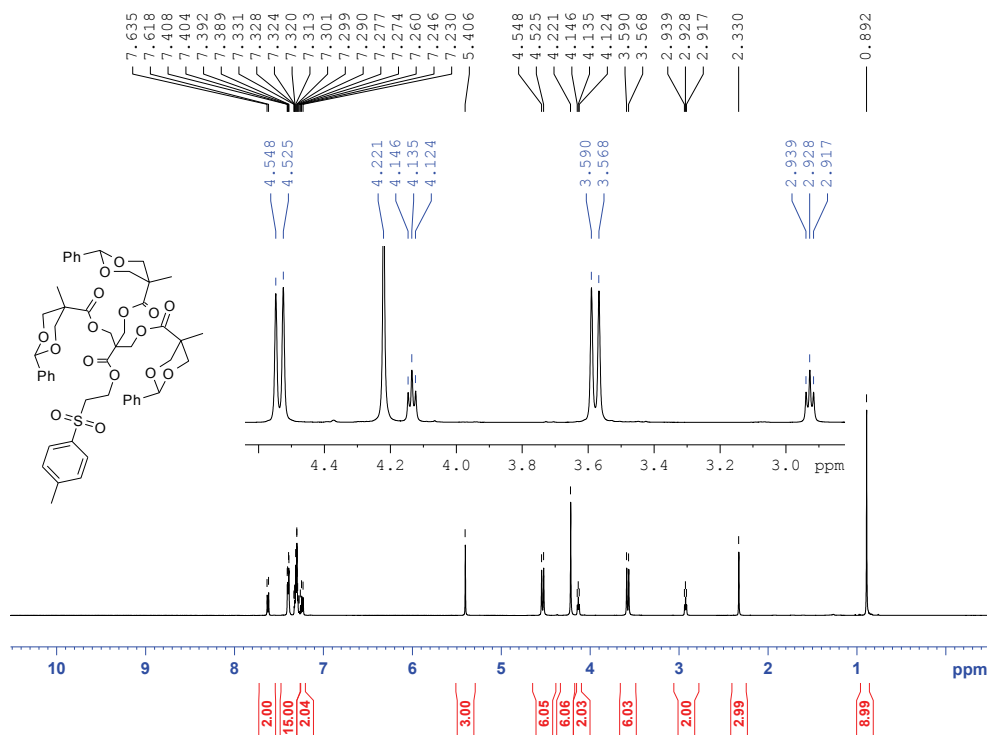 7.635 7.618 7.408 7.404 7.392 7.389 7.331 7.328 7.324 7.320 7.313 7.301 7.299 7.290 7.277 7.274 7.260 7.246 7.230 5.406 4.548 4.525 4.221 4.146 4.135 4.124 3.590 3.568 2.939 2.928 2.917 2.330 0.892
4.548 4.525 4.221 4.146 4.135 4.124 3.590 3.568 2.939 2.928 2.917
Ph
O
O
O
O
O
O
O
O
O
O
O
O
O
O
Ph
Ph
O
O
S
O
O
4.4 4.2 4.0 3.8 3.6 3.4 3.2 3.0 ppm
10 9 8 7 6 5 4 3 2 1 ppm
2.00 15.00 2.04 3.00 6.05 6.06 2.03 6.03 2.00 2.99 8.99